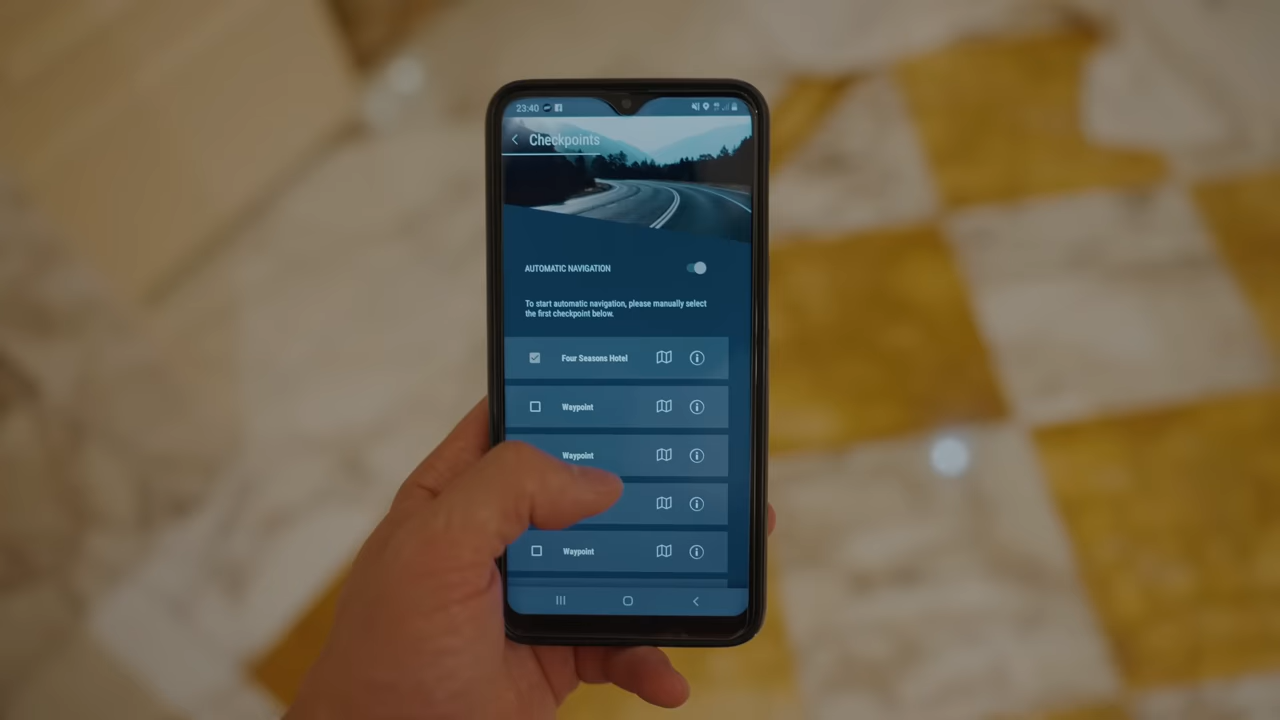 23:40
Checkpoints
AUTOMATIC NAVIGATION
To start automatic navigation, please manually select
the first checkpoint below.
Four Seasons Hotel
Waypoint
Waypoint
Waypoint